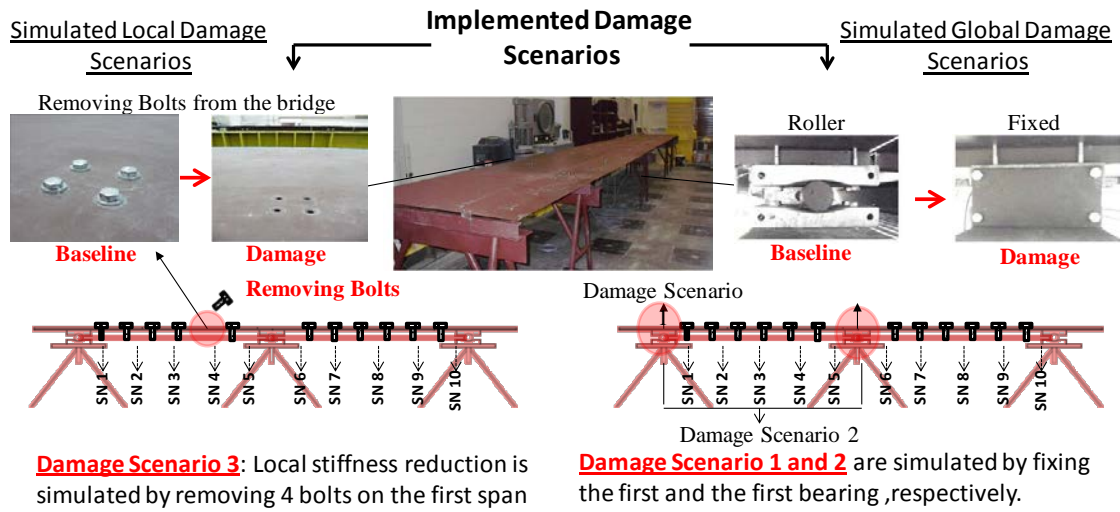 Implemented Damage
Scenarios
Simulated Local Damage
Scenarios
Removing Bolts from the bridge
Baseline
Damage
Removing Bolts
SN 1
SN 2
SN 3
SN 4
SN 5
SN 6
SN 7
SN 8
SN 9
SN 10
Damage Scenario 3: Local stiffness reduction is
simulated by removing 4 bolts on the first span
Simulated Global Damage
Scenarios
Roller
Fixed
Baseline
Damage
Damage Scenario
SN 1
SN 2
SN 3
SN 4
SN 5
SN 6
SN 7
SN 8
SN 9
SN 10
Damage Scenario 2
Damage Scenario 1 and 2 are simulated by fixing
the first and the first bearing ,respectively.